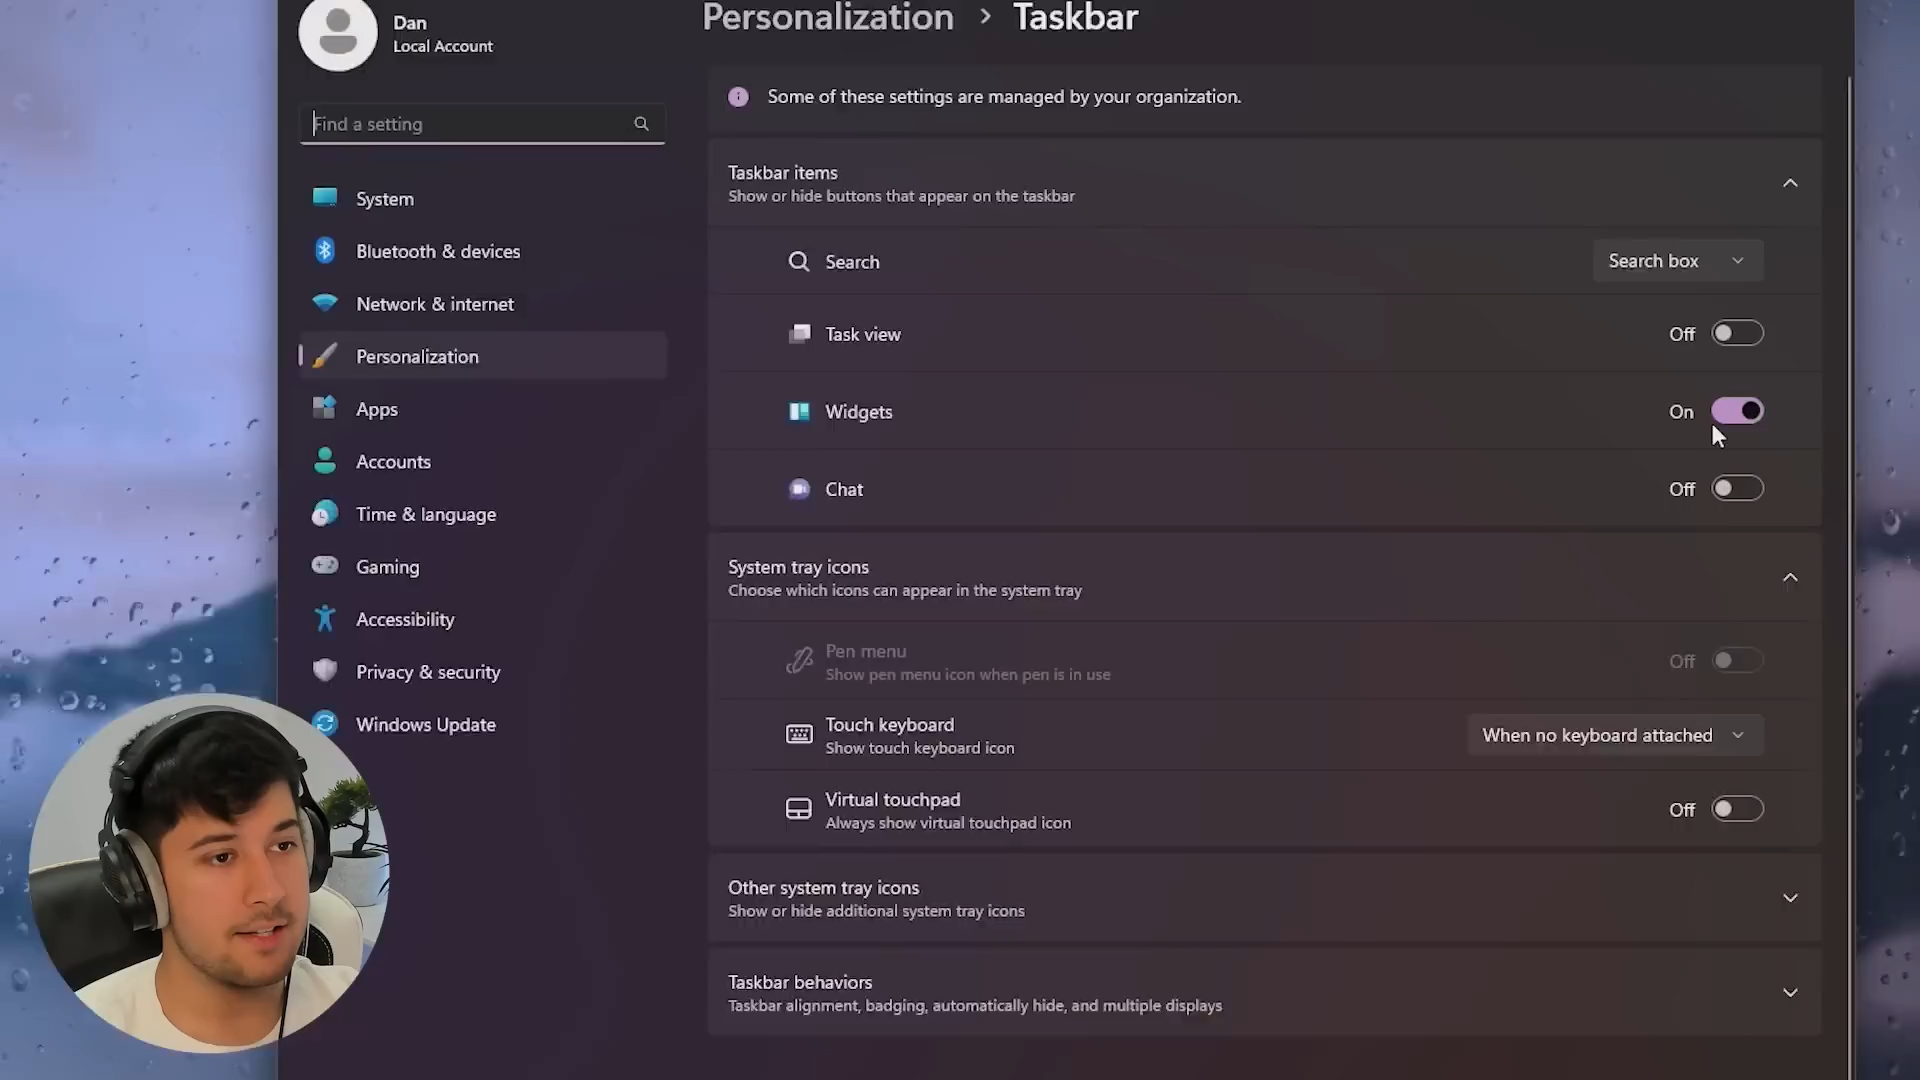 Dan
Local Account
Find a setting
System
Bluetooth & devices
Network & internet
Personalization
Apps
Accounts
Time & language
Gaming
Accessibility
Privacy & security
Windows Update
Personalization > Taskbar
Some of these settings are managed by your organization.
Taskbar items
Show or hide buttons that appear on the taskbar
Search
Search box
Task view
Off
Widgets
On
Chat
Off
System tray icons
Choose which icons can appear in the system tray
Pen menu
Show pen menu icon when pen is in use
Off
Touch keyboard
Show touch keyboard icon
When no keyboard attached
Virtual touchpad
Always show virtual touchpad icon
Off
Other system tray icons
Show or hide additional system tray icons
Taskbar behaviors
Taskbar alignment, badging, automatically hide, and multiple displays